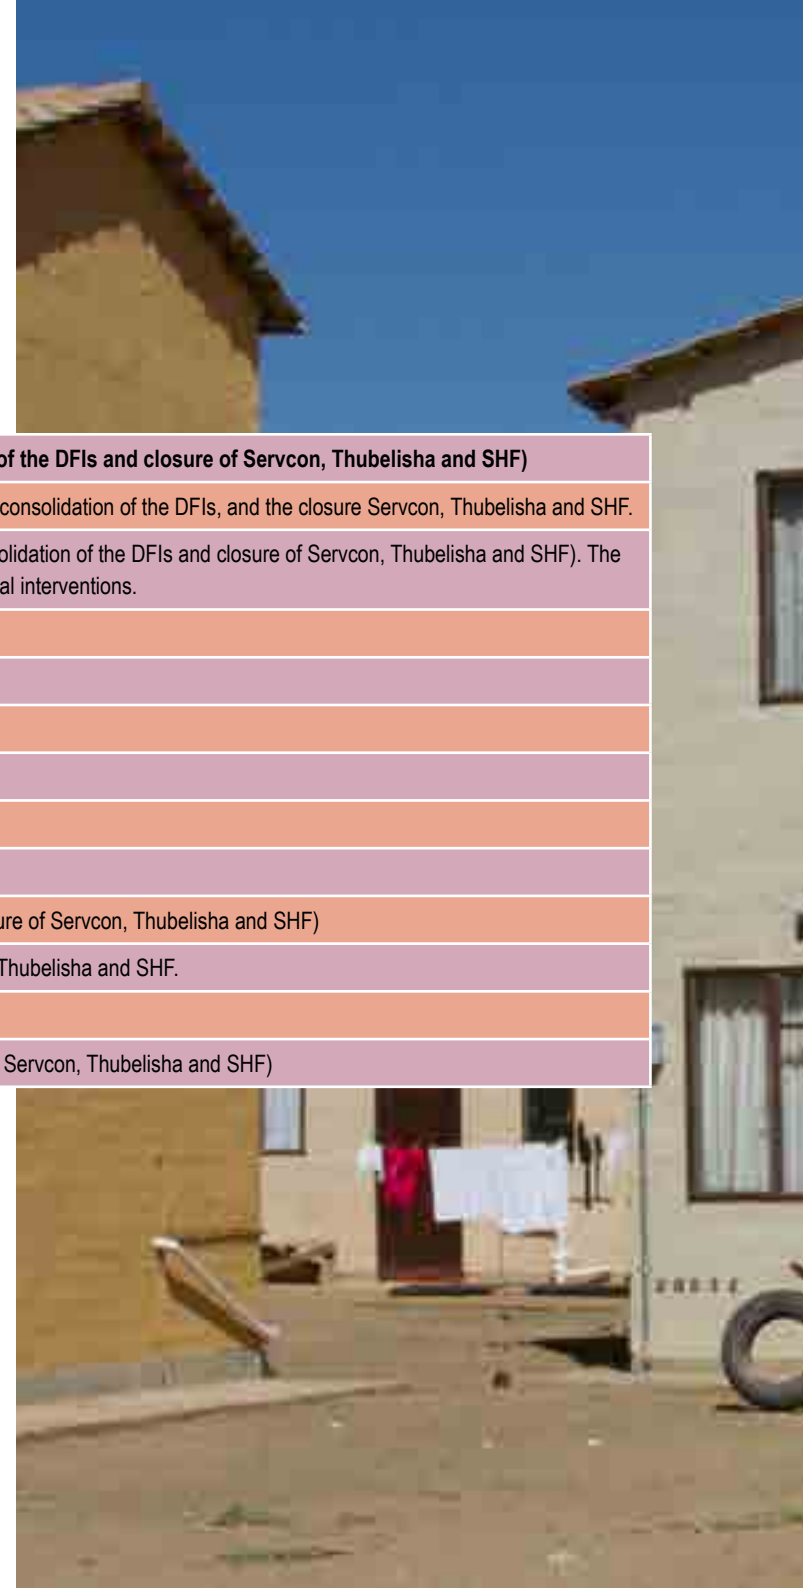 of the DFIs and closure of Servcon, Thubelisha and SHF)
consolidation of the DFIs, and the closure Servcon, Thubelisha and SHF.
olidation of the DFIs and closure of Servcon, Thubelisha and SHF). The
al interventions.
ure of Servcon, Thubelisha and SHF)
Thubelisha and SHF.
Servcon, Thubelisha and SHF)